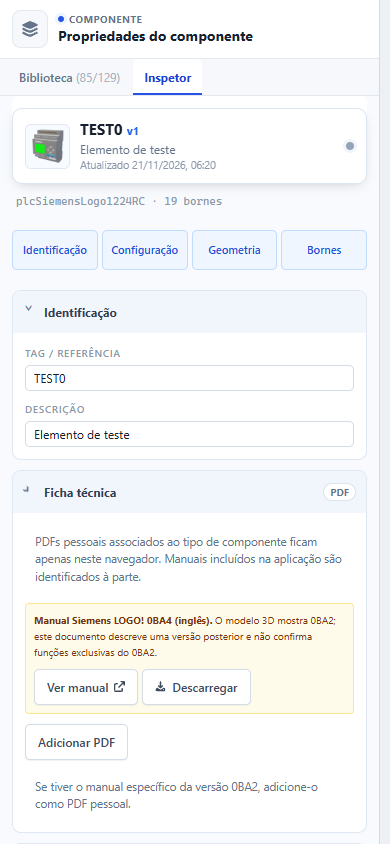 COMPONENTE
Propriedades do componente
Biblioteca (85/129)
Inspetor
TEST0 v1
Elemento de teste
Atualizado 21/11/2026, 06:20
plcSiemensLogo1224RC · 19 bornes
Identificação
Configuração
Geometria
Bornes
Identificação
TAG / REFERÊNCIA
TEST0
DESCRIÇÃO
Elemento de teste
Ficha técnica
PDF
PDFs pessoais associados ao tipo de componente ficam
apenas neste navegador. Manuais incluídos na aplicação são
identificados à parte.
Manual Siemens LOGO! 0BA4 (inglês). O modelo 3D mostra 0BA2;
este documento descreve uma versão posterior e não confirma
funções exclusivas do 0BA2.
Ver manual
Descarregar
Adicionar PDF
Se tiver o manual específico da versão 0BA2, adicione-o
como PDF pessoal.